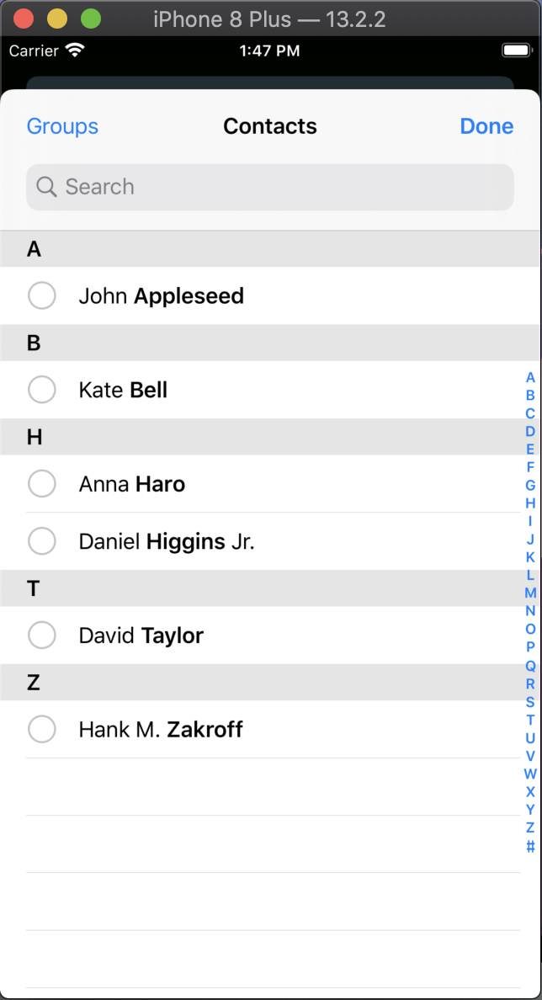 iPhone 8 Plus — 13.2.2
Carrier 1:47 PM
Groups Contacts Done
Search
A
John Appleseed
B
Kate Bell
H
Anna Haro
Daniel Higgins Jr.
T
David Taylor
Z
Hank M. Zakroff
A
B
C
D
E
F
G
H
I
J
K
L
M
N
O
P
Q
R
S
T
U
V
W
X
Y
Z
#